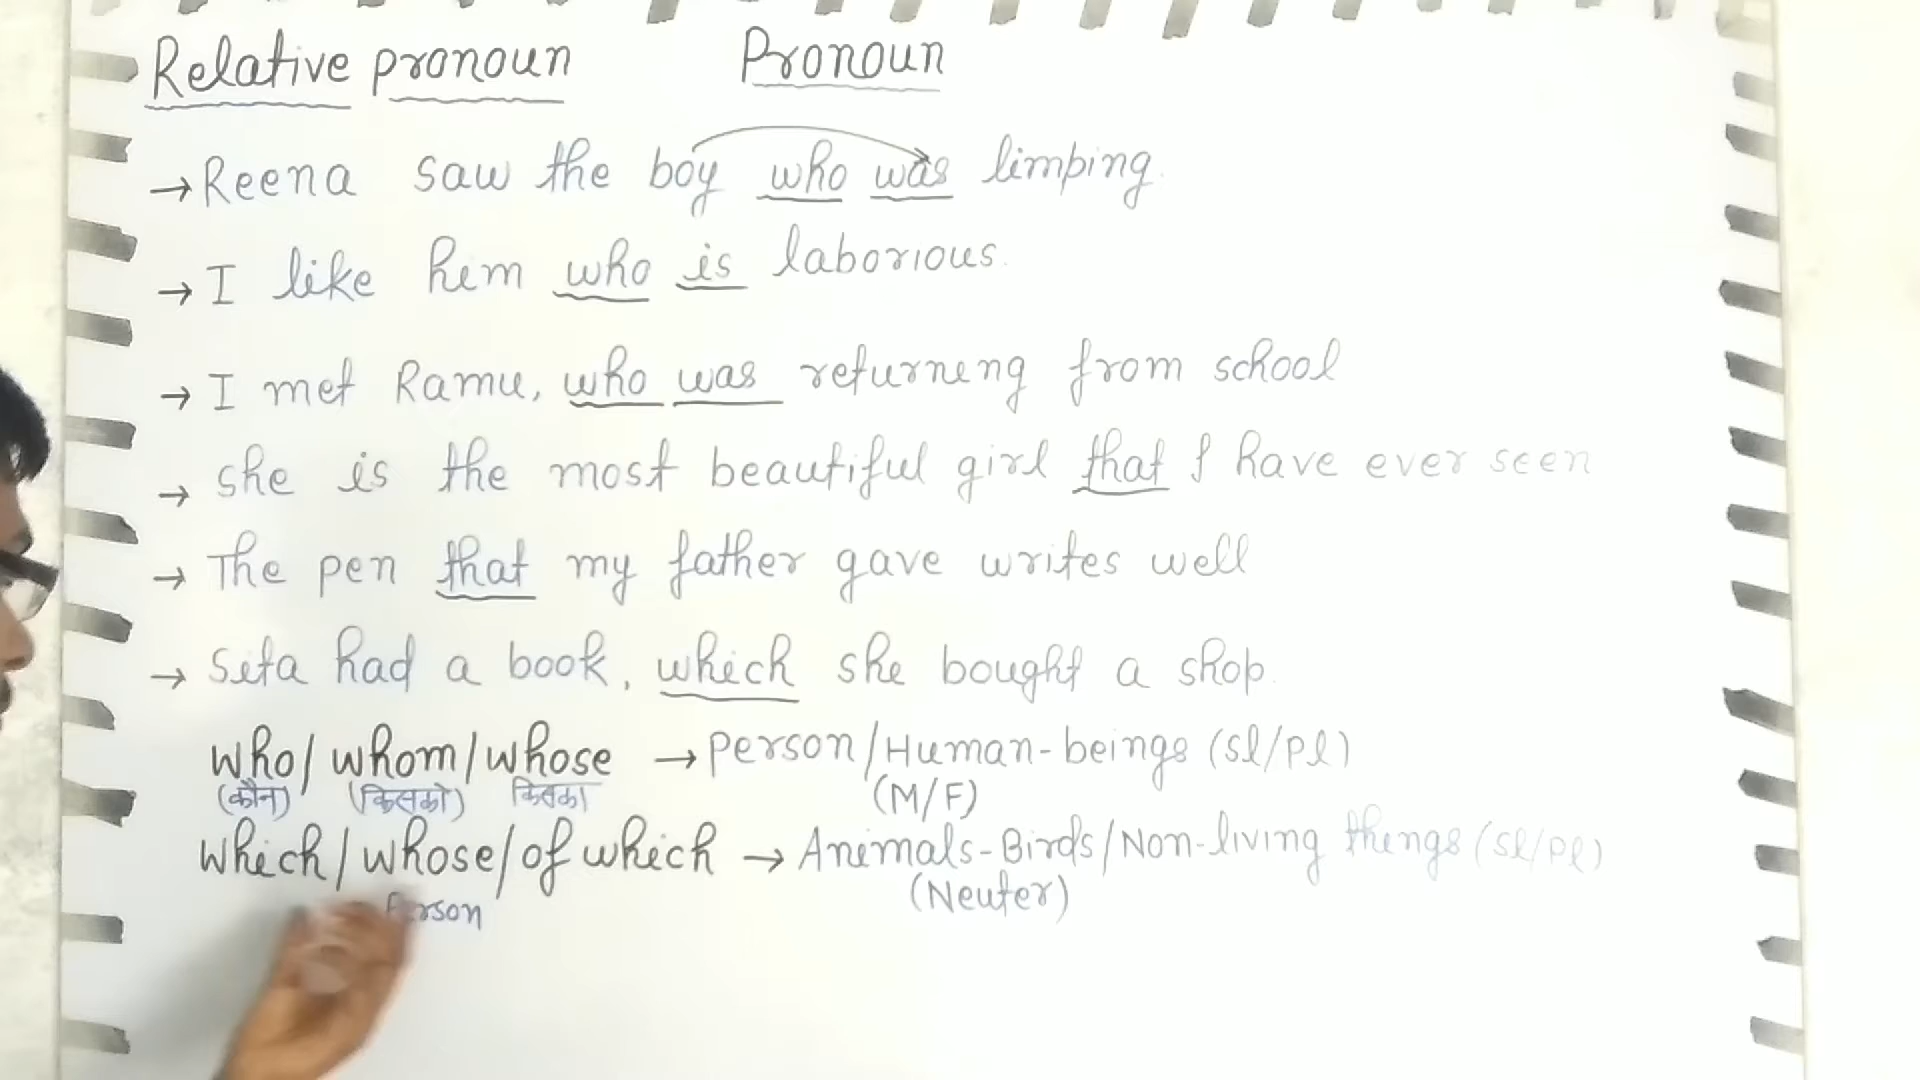 Relative pronoun Pronoun
→ Reena saw the boy who was limping.
→ I like him who is laborious.
→ I met Ramu, who was returning from school
→ she is the most beautiful girl that I have ever seen
→ The pen that my father gave writes well
→ Sita had a book, which she bought a shop.
who/whom/whose → person/Human-beings (sl/pl)
(कौन) (किसको) किसका (M/F)
which/whose/of which → Animals-Birds/Non-living things (sl/pl)
Person (Neuter)